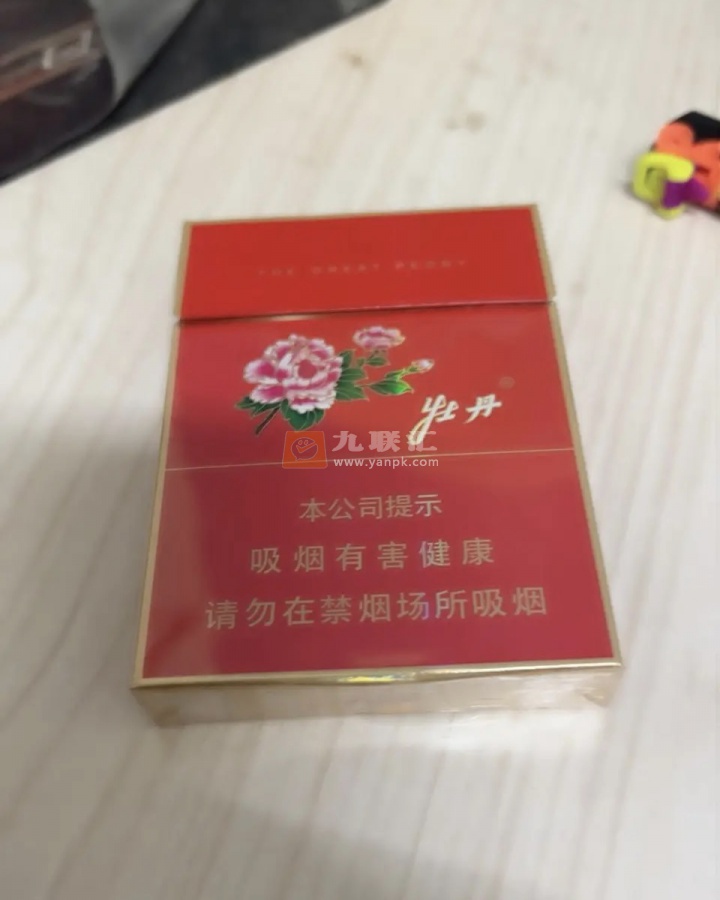 THE GREAT PEONY
牡丹
九联汇
www.yanpk.com
本公司提示
吸烟有害健康
请勿在禁烟场所吸烟